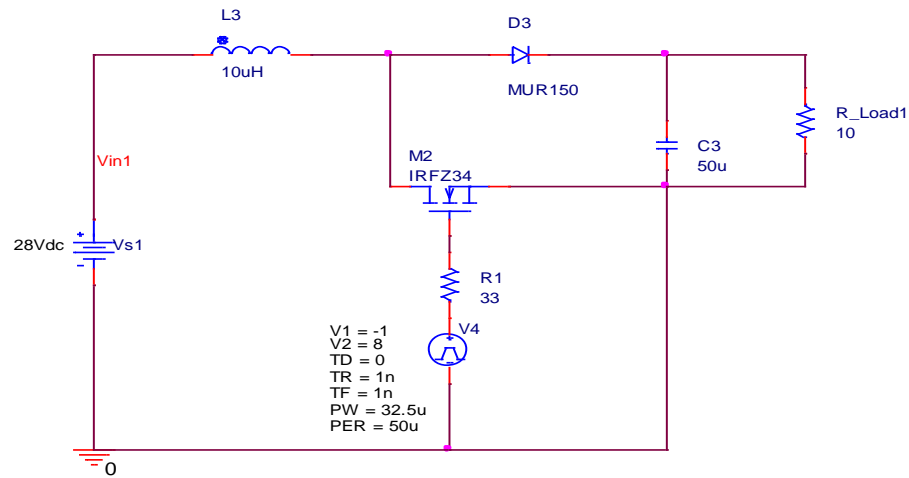 L3
10uH
D3
MUR150
R_Load1
10
C3
50u
M2
IRFZ34
Vin1
28Vdc
Vs1
+
-
R1
33
V4
+
-
V1 = -1
V2 = 8
TD = 0
TR = 1n
TF = 1n
PW = 32.5u
PER = 50u
0